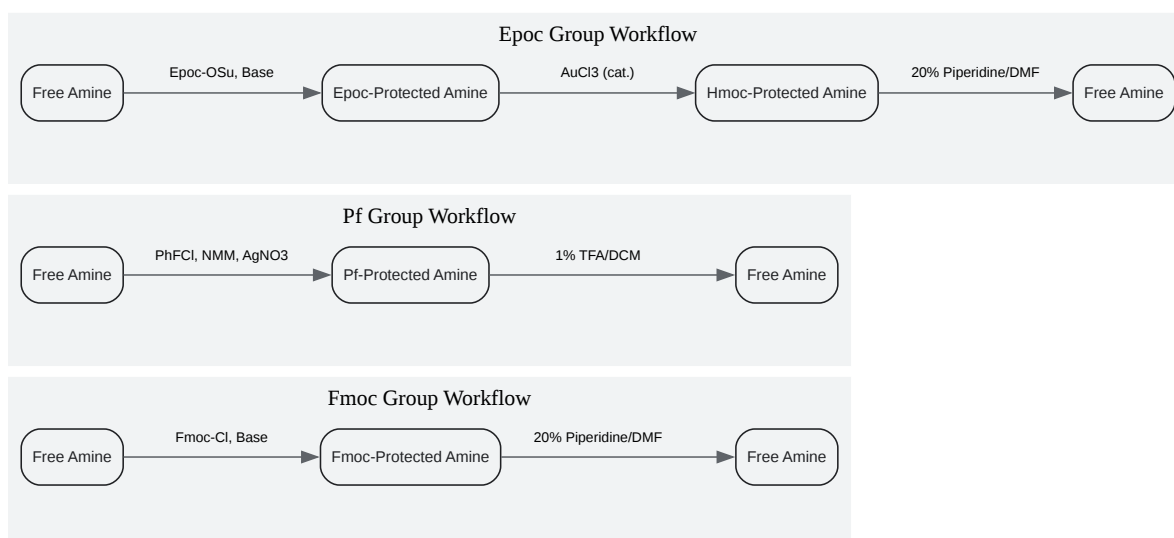 Epoc Group Workflow
Epoc-OSu, Base
AuCl3 (cat.)
20% Piperidine/DMF
Free Amine
Epoc-Protected Amine
Hmoc-Protected Amine
Free Amine
Pf Group Workflow
PhFCl, NMM, AgNO3
1% TFA/DCM
Free Amine
Pf-Protected Amine
Free Amine
Fmoc Group Workflow
Fmoc-Cl, Base
20% Piperidine/DMF
Free Amine
Fmoc-Protected Amine
Free Amine